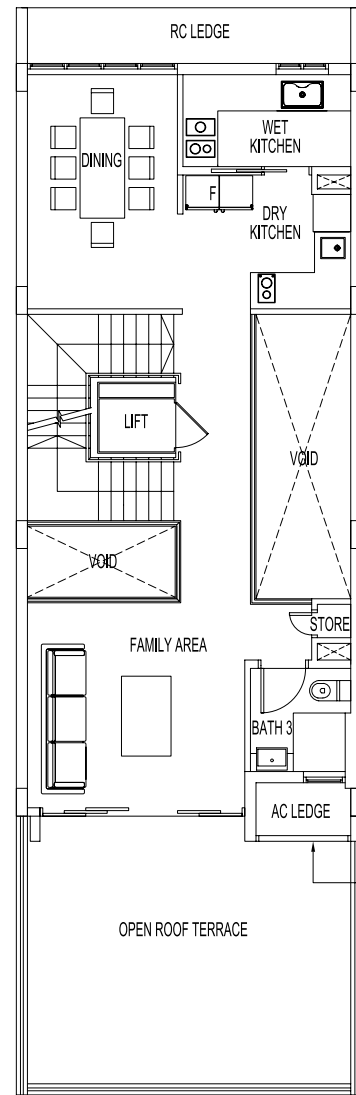 RC LEDGE
WET
KITCHEN
DINING
F
DRY
KITCHEN
LIFT
VOID
VOID
STORE
FAMILY AREA
BATH 3
AC LEDGE
OPEN ROOF TERRACE